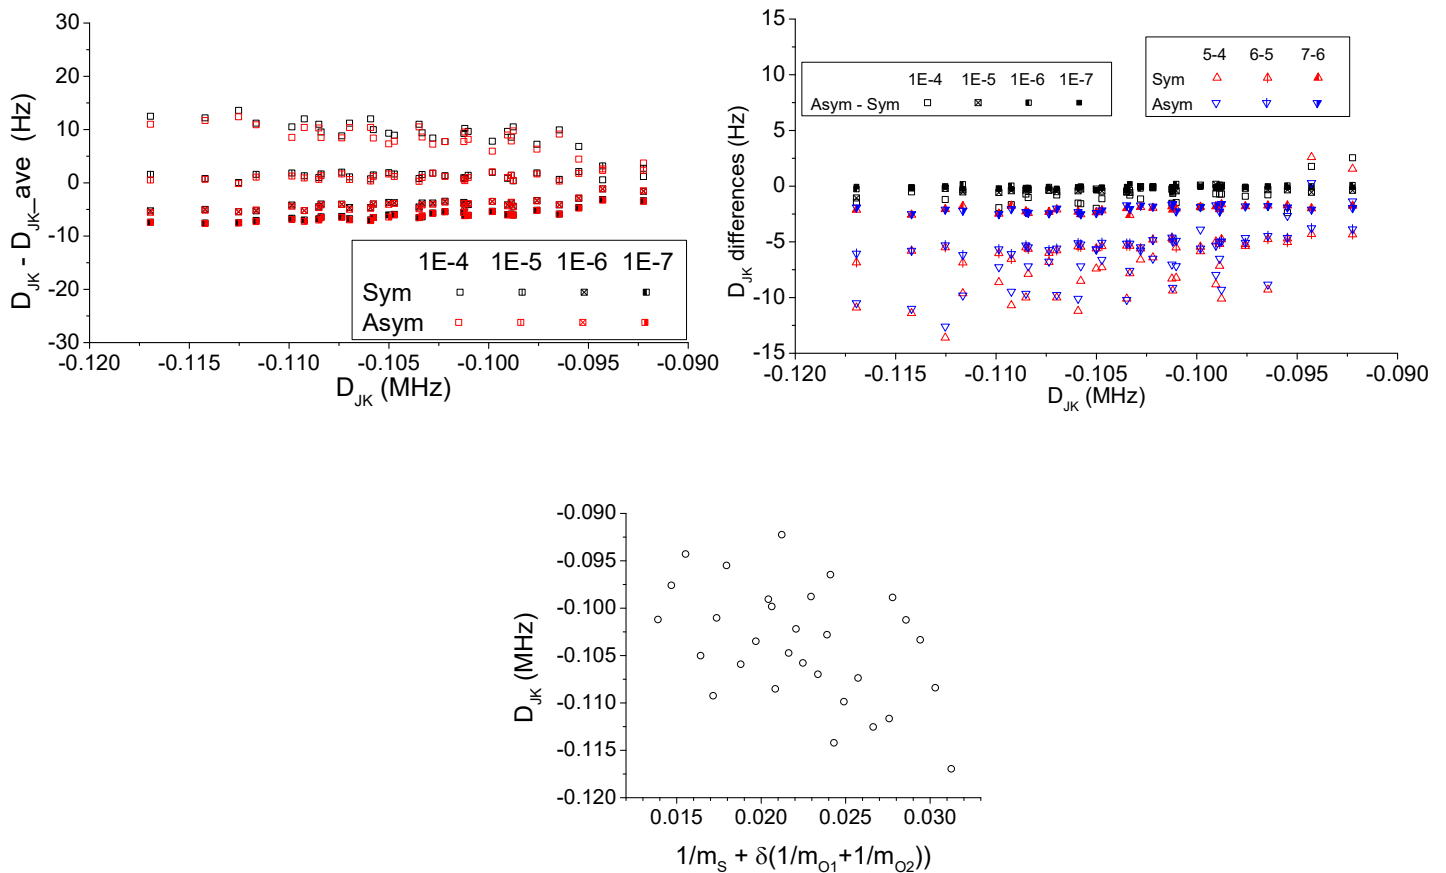 30
20
10
0
-10
-20
-30
D_JK - D_JK_ave (Hz)
1E-4 1E-5 1E-6 1E-7
Sym
Asym
-0.120 -0.115 -0.110 -0.105 -0.100 -0.095 -0.090
D_JK (MHz)
15
10
5
0
-5
-10
-15
D_JK differences (Hz)
1E-4 1E-5 1E-6 1E-7
Asym - Sym
5-4 6-5 7-6
Sym
Asym
-0.120 -0.115 -0.110 -0.105 -0.100 -0.095 -0.090
D_JK (MHz)
-0.090
-0.095
-0.100
-0.105
-0.110
-0.115
-0.120
D_JK (MHz)
0.015 0.020 0.025 0.030
1/m_S + δ(1/m_O1+1/m_O2))